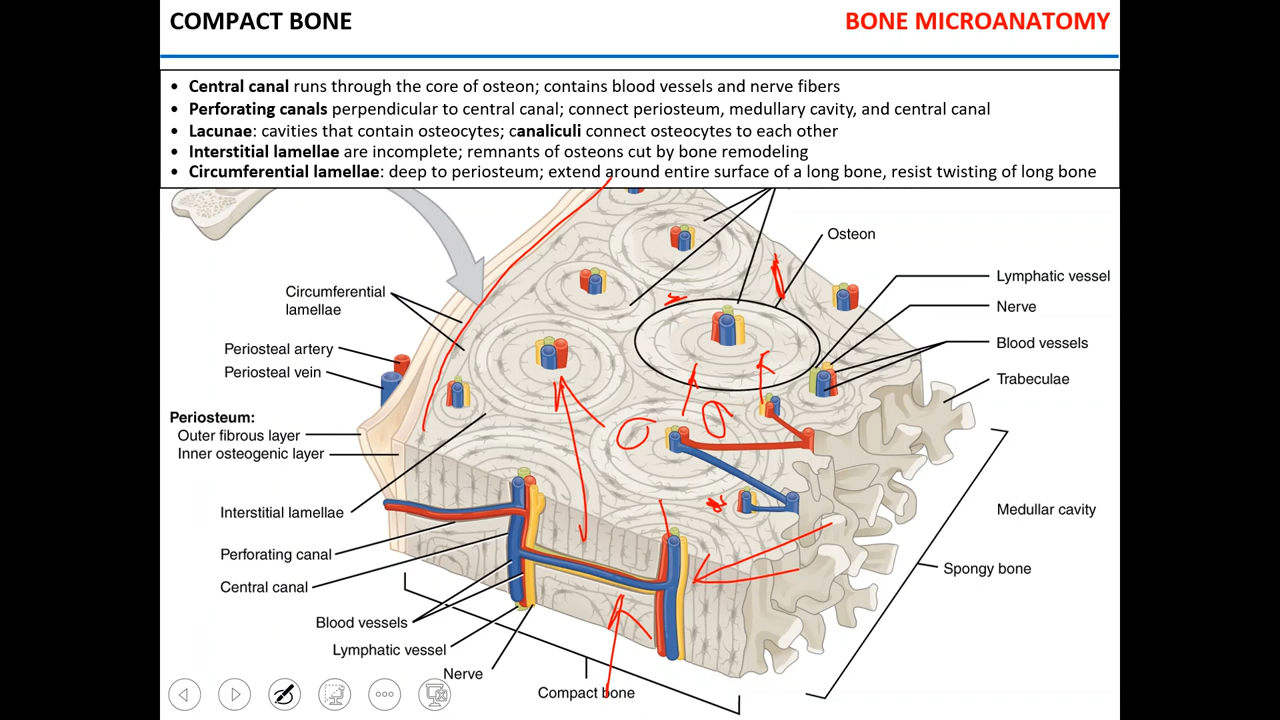 COMPACT BONE
BONE MICROANATOMY
• Central canal runs through the core of osteon; contains blood vessels and nerve fibers
• Perforating canals perpendicular to central canal; connect periosteum, medullary cavity, and central canal
• Lacunae: cavities that contain osteocytes; canaliculi connect osteocytes to each other
• Interstitial lamellae are incomplete; remnants of osteons cut by bone remodeling
• Circumferential lamellae: deep to periosteum; extend around entire surface of a long bone, resist twisting of long bone
Osteon
Lymphatic vessel
Nerve
Blood vessels
Trabeculae
Circumferential
lamellae
Periosteal artery
Periosteal vein
Periosteum:
Outer fibrous layer
Inner osteogenic layer
Interstitial lamellae
Perforating canal
Central canal
Blood vessels
Lymphatic vessel
Nerve
Compact bone
Medullar cavity
Spongy bone